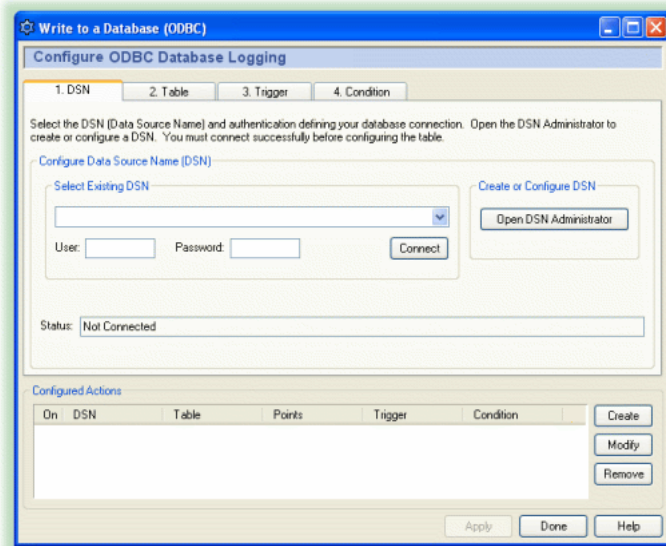 Write to a Database (ODBC)
Configure ODBC Database Logging
1. DSN 2. Table 3. Trigger 4. Condition
Select the DSN (Data Source Name) and authentication defining your database connection. Open the DSN Administrator to
create or configure a DSN. You must connect successfully before configuring the table.
Configure Data Source Name (DSN)
Select Existing DSN Create or Configure DSN
Open DSN Administrator
User: Password: Connect
Status: Not Connected
Configured Actions
On DSN Table Points Trigger Condition Create
Modify
Remove
Apply Done Help